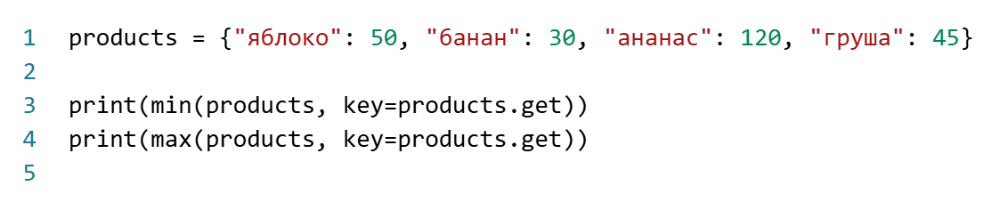 1 products = {"яблоко": 50, "банан": 30, "ананас": 120, "груша": 45}
2
3 print(min(products, key=products.get))
4 print(max(products, key=products.get))
5